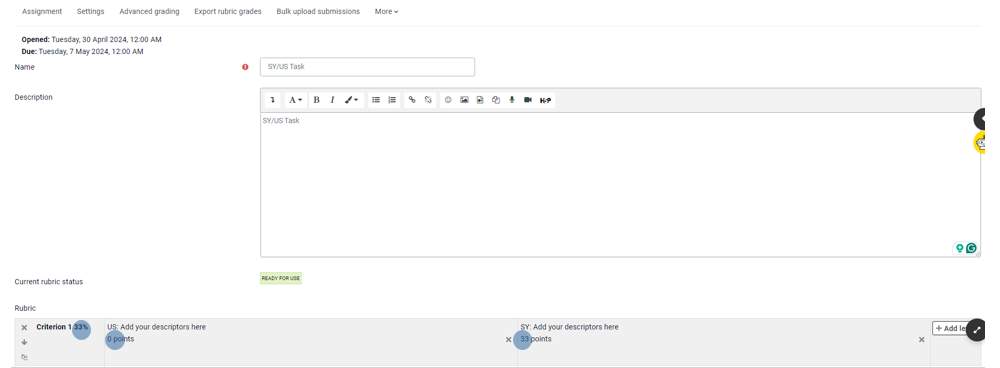 Assignment Settings Advanced grading Export rubric grades Bulk upload submissions More
Opened: Tuesday, 30 April 2024, 12:00 AM
Due: Tuesday, 7 May 2024, 12:00 AM
Name SY/US Task
Description A B I H-P
SY/US Task
Current rubric status READY FOR USE
Rubric
Criterion 1 33% US: Add your descriptors here SY: Add your descriptors here + Add le
0 points 33 points